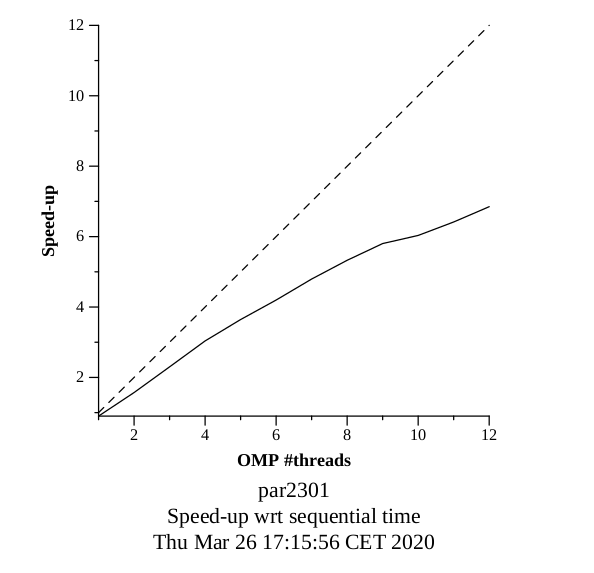 12
10
8
6
4
2
Speed-up
2 4 6 8 10 12
OMP #threads
par2301
Speed-up wrt sequential time
Thu Mar 26 17:15:56 CET 2020